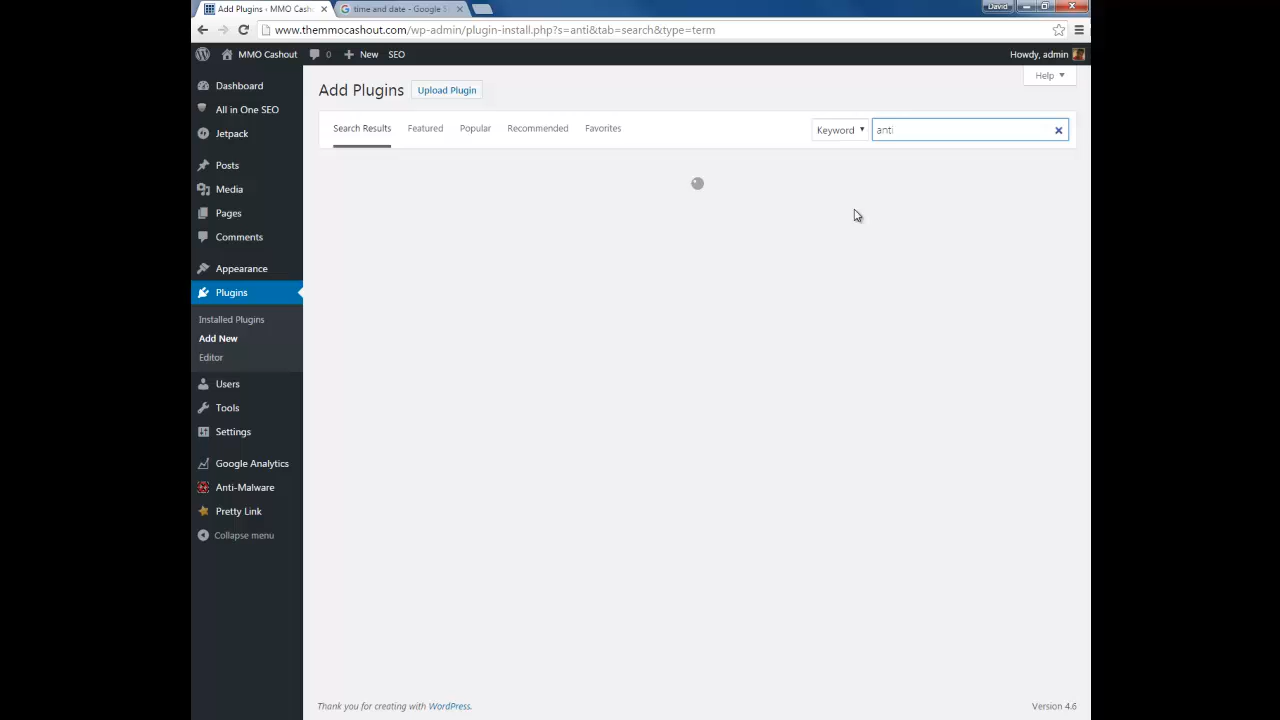 Add Plugins ‹ MMO Casho
time and date - Google S
David
www.themmocashout.com/wp-admin/plugin-install.php?s=anti&tab=search&type=term
MMO Cashout
0
New
SEO
Howdy, admin
Help
Add Plugins
Upload Plugin
Search Results
Featured
Popular
Recommended
Favorites
Keyword
anti
Dashboard
All in One SEO
Jetpack
Posts
Media
Pages
Comments
Appearance
Plugins
Installed Plugins
Add New
Editor
Users
Tools
Settings
Google Analytics
Anti-Malware
Pretty Link
Collapse menu
Thank you for creating with WordPress.
Version 4.6